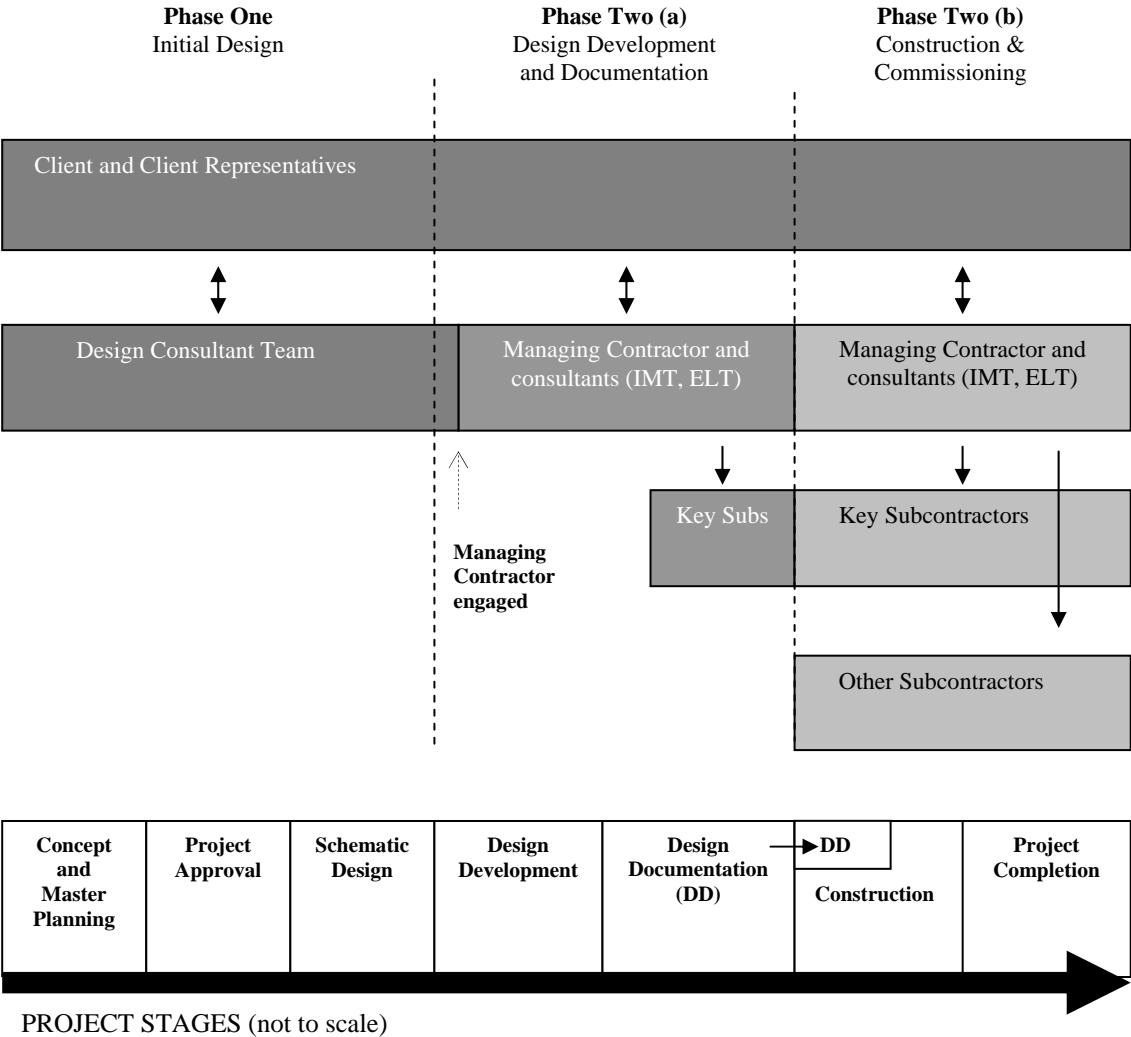 Phase One
Initial Design
Phase Two (a)
Design Development
and Documentation
Phase Two (b)
Construction &
Commissioning
Client and Client Representatives
Design Consultant Team
Managing Contractor and
consultants (IMT, ELT)
Managing Contractor and
consultants (IMT, ELT)
Key Subs
Key Subcontractors
Managing
Contractor
engaged
Other Subcontractors
Concept
and
Master
Planning
Project
Approval
Schematic
Design
Design
Development
Design
Documentation
(DD)
DD
Construction
Project
Completion
PROJECT STAGES (not to scale)